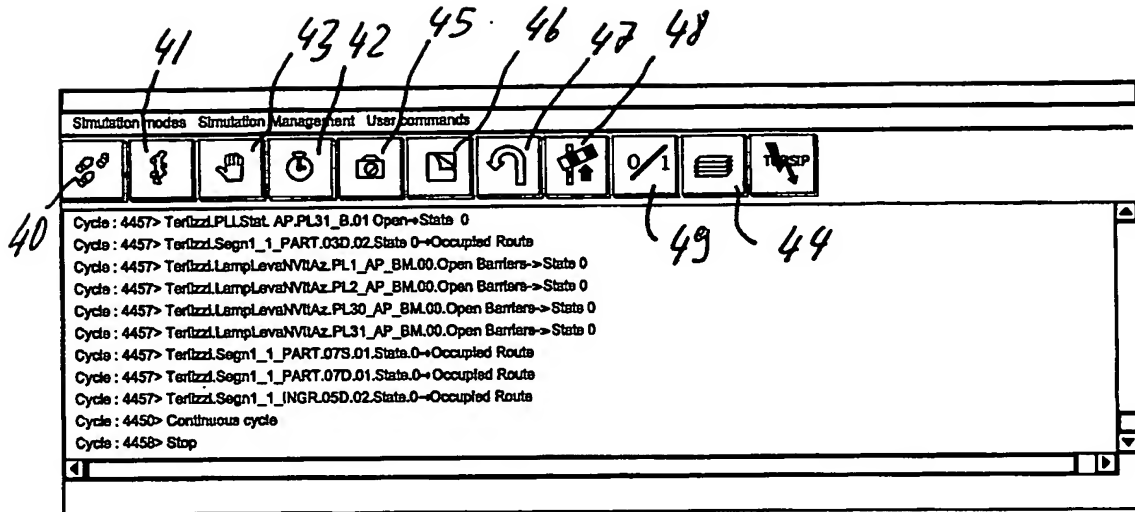 41 43 42 45 46 47 48
Simulation modes Simulation Management User commands
0/1
40 49 44
Cycle : 4457> Terlizzi.PLLStat. AP.PL31_B.01 Open→State 0
Cycle : 4457> Terlizzi.Segn1_1_PART.03D.02.State 0→Occupied Route
Cycle : 4457> Terlizzi.LampLevaNVitAz.PL1_AP_BM.00.Open Barriers->State 0
Cycle : 4457> Terlizzi.LampLevaNVitAz.PL2_AP_BM.00.Open Barriers->State 0
Cycle : 4457> Terlizzi.LampLevaNVitAz.PL30_AP_BM.00.Open Barriers->State 0
Cycle : 4457> Terlizzi.LampLevaNVitAz.PL31_AP_BM.00.Open Barriers->State 0
Cycle : 4457> Terlizzi.Segn1_1_PART.07S.01.State.0→Occupied Route
Cycle : 4457> Terlizzi.Segn1_1_PART.07D.01.State.0→Occupied Route
Cycle : 4457> Terlizzi.Segn1_1_INGR.05D.02.State.0→Occupied Route
Cycle : 4450> Continuous cycle
Cycle : 4458> Stop